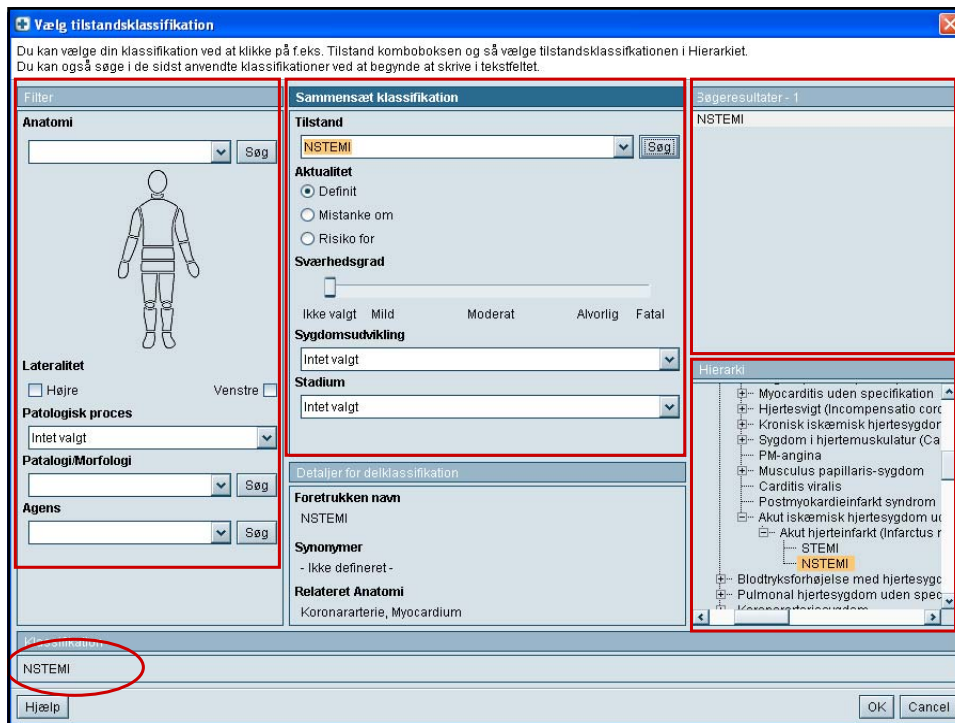 Vælg tilstandsklassifikation
Du kan vælge din klassifikation ved at klikke på f.eks. Tilstand komboboksen og så vælge tilstandsklassifkationen i Hierarkiet.
Du kan også søge i de sidst anvendte klassifikationer ved at begynde at skrive i tekstfeltet.
Filter
Anatomi
Søg
Lateralitet
Højre
Venstre
Patologisk proces
Intet valgt
Patalogi/Morfologi
Søg
Agens
Søg
Sammensæt klassifikation
Tilstand
NSTEMI
Søg
Aktualitet
Definit
Mistanke om
Risiko for
Sværhedsgrad
Ikke valgt Mild Moderat Alvorlig Fatal
Sygdomsudvikling
Intet valgt
Stadium
Intet valgt
Detaljer for delklassifikation
Foretrukken navn
NSTEMI
Synonymer
- Ikke defineret -
Relateret Anatomi
Koronararterie, Myocardium
Søgeresultater - 1
NSTEMI
Hierarki
Myocarditis uden specifikation
Hjertesvigt (Incompensatio cord
Kronisk iskæmisk hjertesygdom
Sygdom i hjertemuskulatur (Ca
PM-angina
Musculus papillaris-sygdom
Carditis viralis
Postmyokardieinfarkt syndrom
Akut iskæmisk hjertesygdom ud
Akut hjerteinfarkt (Infarctus
STEMI
NSTEMI
Blodtryksforhøjelse med hjertesygd
Pulmonal hjertesygdom uden spec
Klassifikation
NSTEMI
Hjælp
OK
Cancel